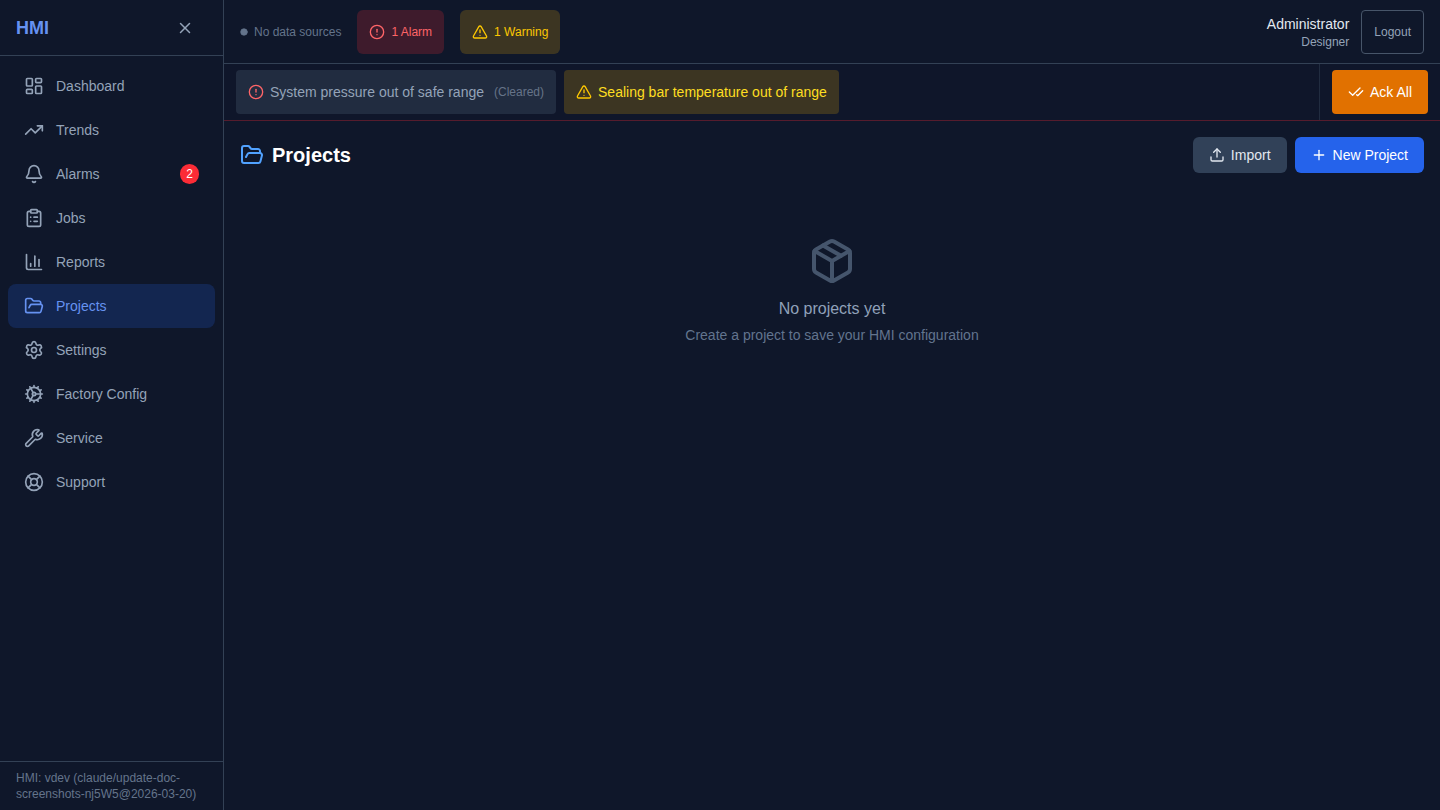 HMI
No data sources
1 Alarm
1 Warning
Administrator
Designer
Logout
System pressure out of safe range (Cleared)
Sealing bar temperature out of range
Ack All
Dashboard
Trends
Alarms
2
Jobs
Reports
Projects
Settings
Factory Config
Service
Support
Projects
Import
New Project
No projects yet
Create a project to save your HMI configuration
HMI: vdev (claude/update-doc-
screenshots-nj5W5@2026-03-20)